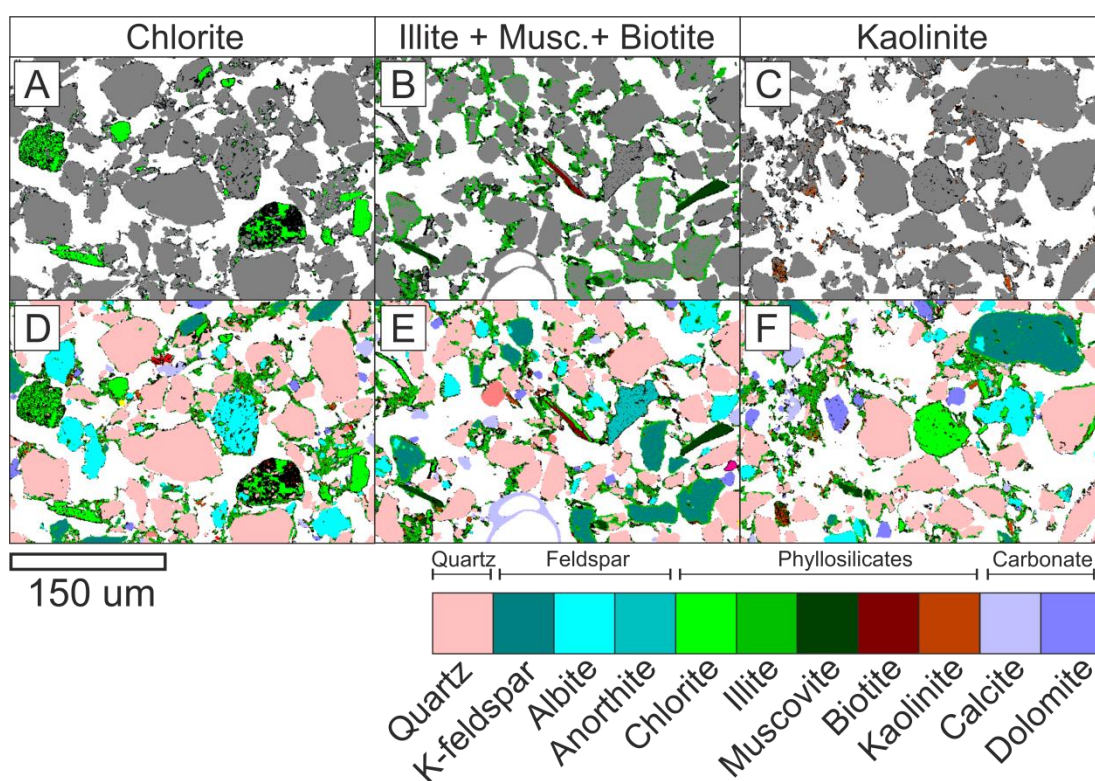 Chlorite
Illite + Musc.+ Biotite
Kaolinite
A
B
C
D
E
F
150 um
Quartz
Feldspar
Phyllosilicates
Carbonate
Quartz
K-feldspar
Albite
Anorthite
Chlorite
Illite
Muscovite
Biotite
Kaolinite
Calcite
Dolomite